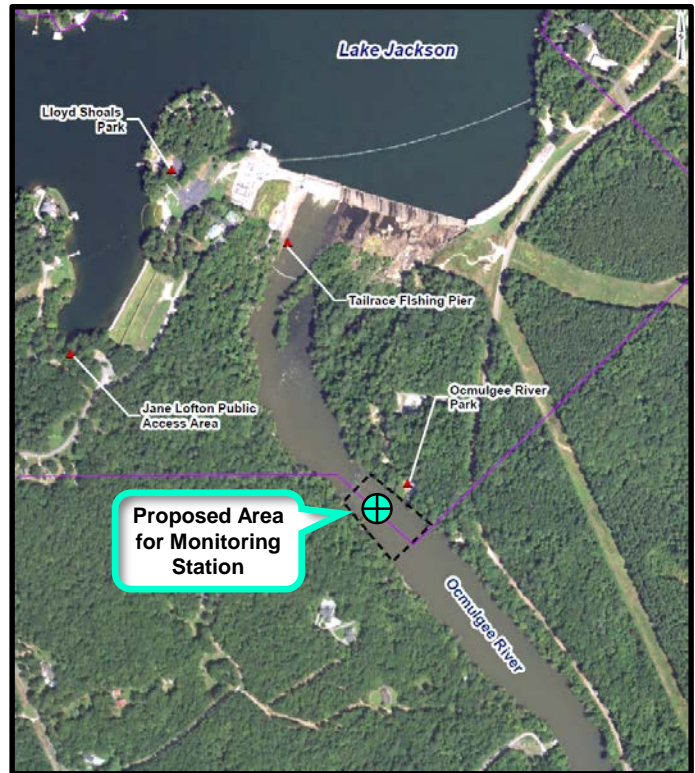 Lake Jackson
Lloyd Shoals
Park
Tailrace FIshing Pier
Ocmulgee River
Park
Jane Lofton Public
Access Area
Proposed Area
for Monitoring
Station
Ocmulgee River